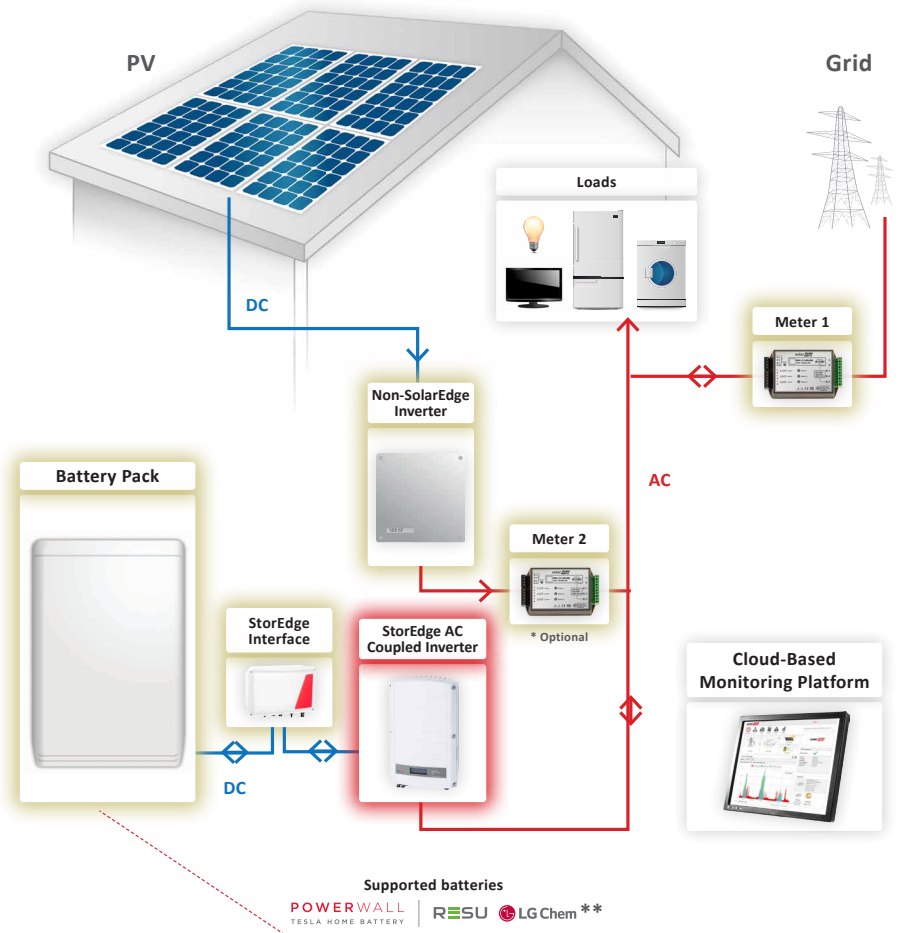 PV
Grid
Loads
DC
Meter 1
Non-SolarEdge
Inverter
Battery Pack
AC
Meter 2
StorEdge
Interface
StorEdge AC
Coupled Inverter
* Optional
Cloud-Based
Monitoring Platform
DC
Supported batteries
POWERWALL
TESLA HOME BATTERY
RESU LG Chem **